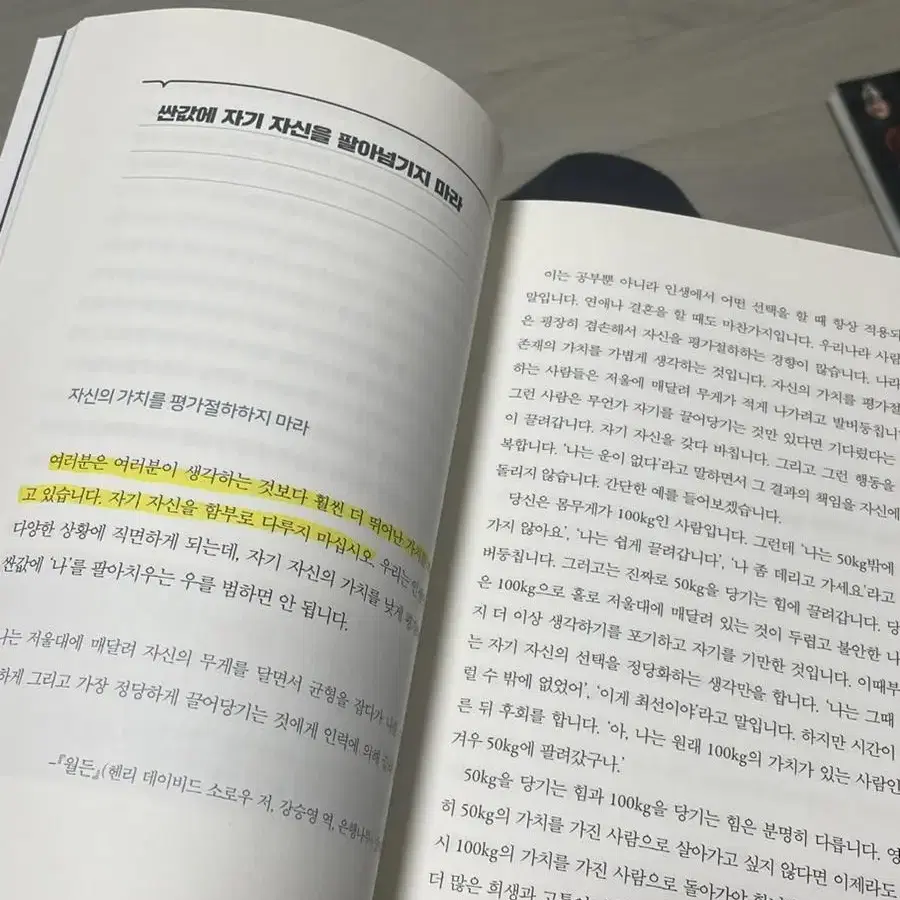 싼값에 자기 자신을 팔아넘기지 마라
자신의 가치를 평가절하하지 마라
여러분은 여러분이 생각하는 것보다 훨씬 더 뛰어난
고 있습니다. 자기 자신을 함부로 다루지 마십시오. 우리는
다양한 상황에 직면하게 되는데, 자기 자신의 가치를 낮게
싼값에 '나'를 팔아치우는 우를 범하면 안 됩니다.
나는 저울대에 매달려 자신의 무게를 달면서 균형을 잡다가
하게 그리고 가장 정당하게 끌어당기는 것에게 인력에 의해
–『월든』(헨리 데이비드 소로우 저, 강승영 역, 은행나무
이는 공부뿐 아니라 인생에서 어떤 선택을 할 때 항상 적용되
말입니다. 연애나 결혼을 할 때도 마찬가지입니다. 우리나라 사람
은 굉장히 겸손해서 자신을 평가절하하는 경향이 많습니다. 나라
존재의 가치를 가볍게 생각하는 것입니다. 자신의 가치를 평가절
하는 사람들은 저울에 매달려 무게가 적게 나가려고 발버둥칩니
그런 사람은 무언가 자기를 끌어당기는 것만 있다면 기다렸다는
이 끌려갑니다. 자기 자신을 갖다 바칩니다. 그리고 그런 행동을
복합니다. '나는 운이 없다'라고 말하면서 그 결과의 책임을 자신에
돌리지 않습니다. 간단한 예를 들어보겠습니다.
당신은 몸무게가 100kg인 사람입니다. 그런데 '나는 50kg밖에
가지 않아요', '나는 쉽게 끌려갑니다', '나 좀 데리고 가세요'라고
버둥칩니다. 그러고는 진짜로 50kg을 당기는 힘에 끌려갑니다. 당
은 100kg으로 홀로 저울대에 매달려 있는 것이 두렵고 불안한 나
지 더 이상 생각하기를 포기하고 자기를 기만한 것입니다. 이때부
는 자기 자신의 선택을 정당화하는 생각만을 합니다. '나는 그때
럴 수 밖에 없었어', '이게 최선이야'라고 말입니다. 하지만 시간이
른 뒤 후회를 합니다. '아, 나는 원래 100kg의 가치가 있는 사람인
겨우 50kg에 팔려갔구나.'
50kg을 당기는 힘과 100kg을 당기는 힘은 분명히 다릅니다. 영
히 50kg의 가치를 가진 사람으로 살아가고 싶지 않다면 이제라도
시 100kg의 가치를 가진 사람으로 돌아가야
더 많은 희생과